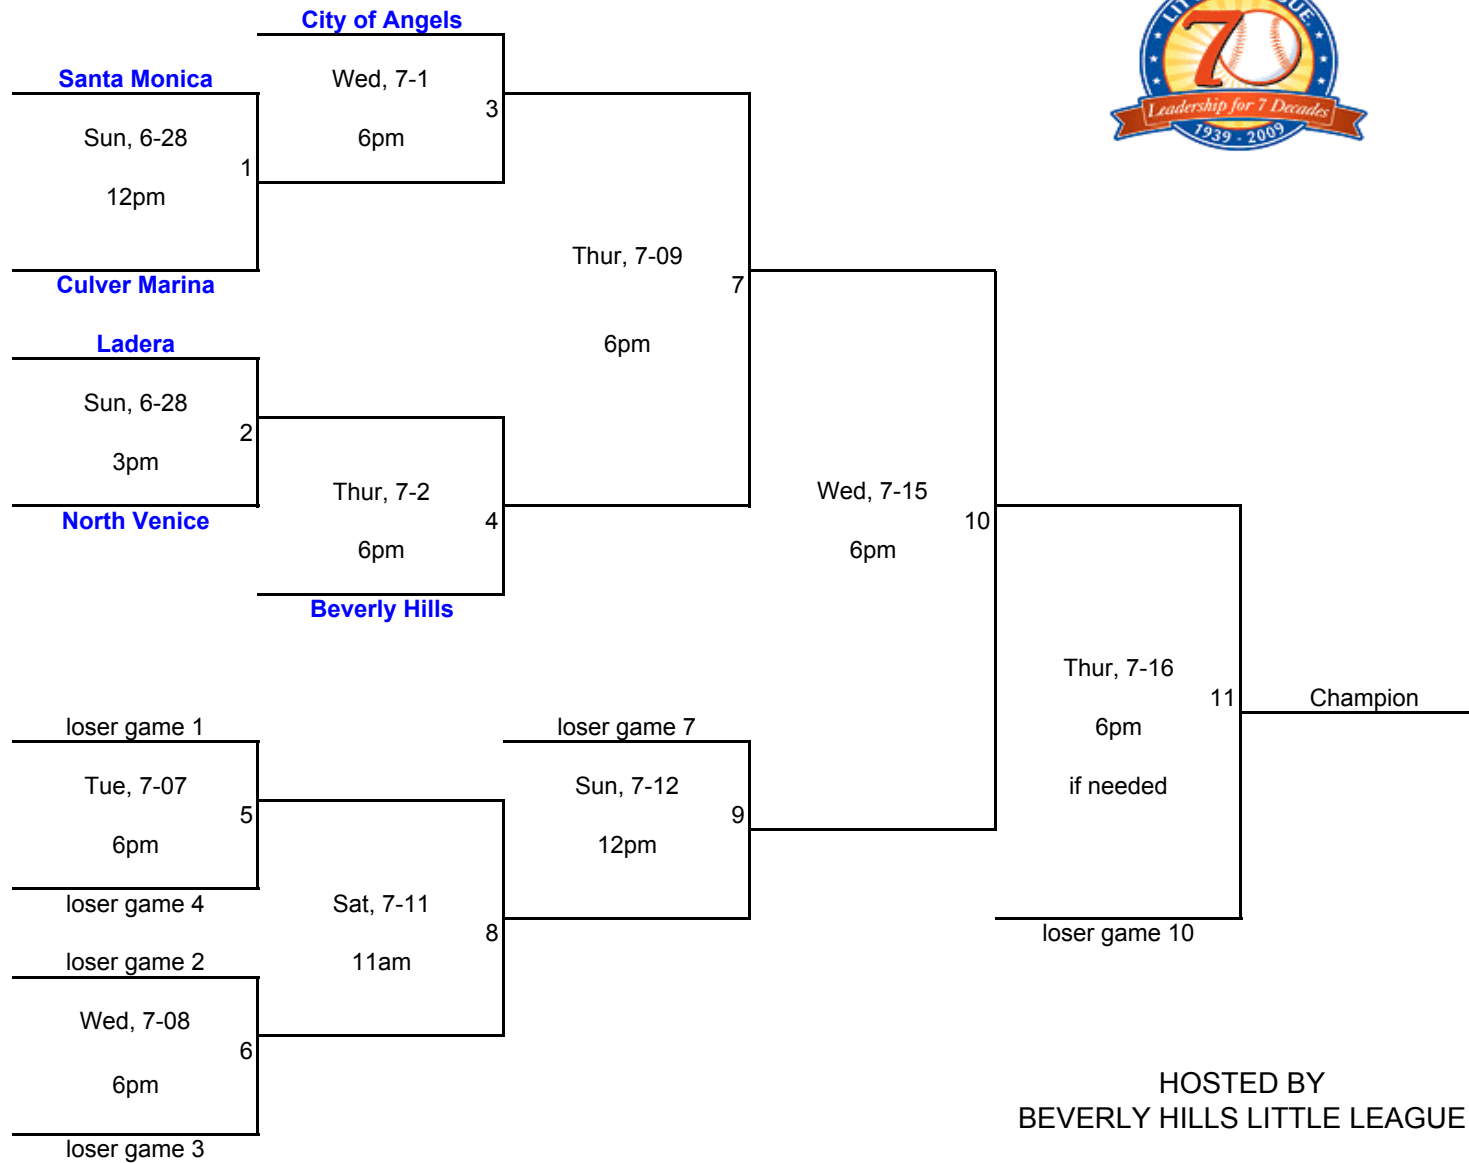 City of Angels
LITTLE LEAGUE
70
Leadership for 7 Decades
1939 - 2009
Santa Monica
Wed, 7-1
3
6pm
Sun, 6-28
1
12pm
Culver Marina
Thur, 7-09
7
6pm
Ladera
Sun, 6-28
2
3pm
North Venice
Thur, 7-2
4
6pm
Beverly Hills
Wed, 7-15
10
6pm
Thur, 7-16
11
6pm
if needed
Champion
loser game 1
Tue, 7-07
5
6pm
loser game 4
loser game 7
Sun, 7-12
9
12pm
Sat, 7-11
8
11am
loser game 10
loser game 2
Wed, 7-08
6
6pm
loser game 3
HOSTED BY
BEVERLY HILLS LITTLE LEAGUE